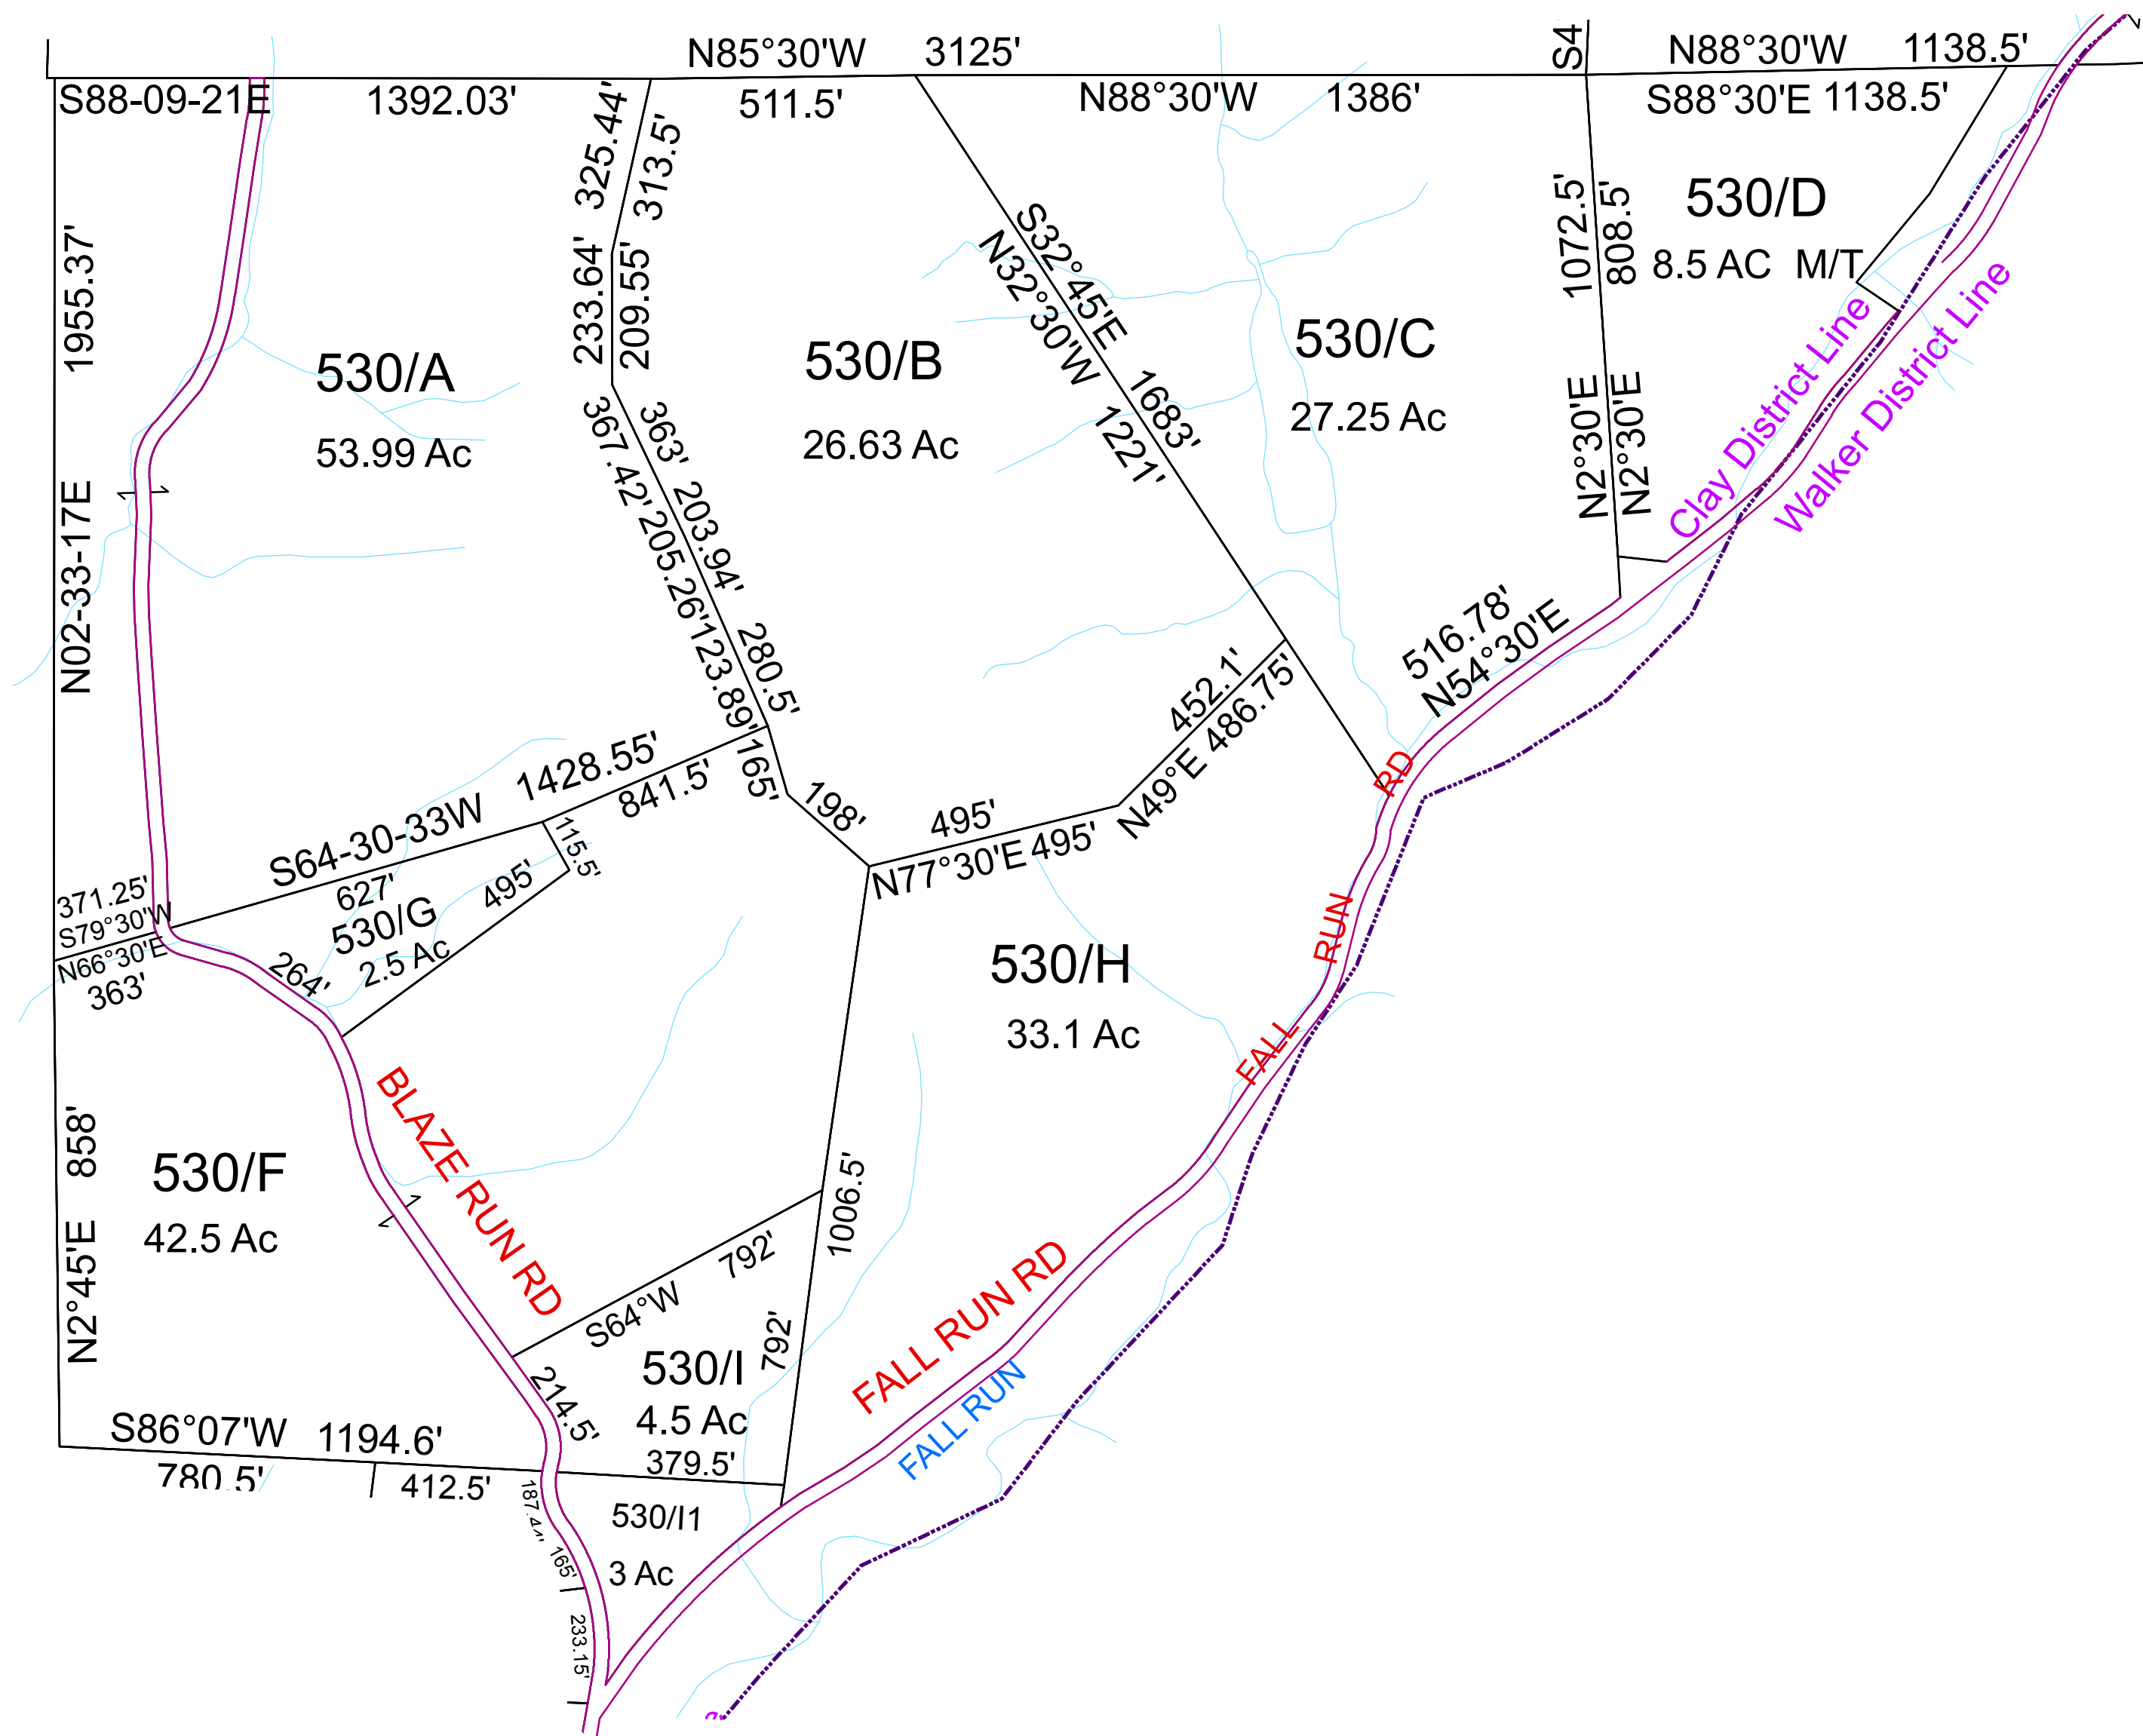 N85°30'W 3125'
S4
N88°30'W 1138.5'
S88-09-21E 1392.03'
511.5'
N88°30'W 1386'
S88°30'E 1138.5'
325.44'
313.5'
1955.37'
N02-33-17E
233.64'
209.55'
530/A
53.99 Ac
530/B
26.63 Ac
S32°45'E 1683'
N32°30'W 1221'
530/C
27.25 Ac
N2°30'E 1072.5'
N2°30'E 808.5'
530/D
8.5 AC M/T
Clay District Line
Walker District Line
367.42'
363'
205.26'
203.94'
123.89'
280.5'
516.78'
N54°30'E
452.1'
N49°E 486.75'
S64-30-33W 1428.55'
841.5'
165'
198'
495'
N77°30'E 495'
RD
RUN
FALL
371.25'
S79°30'W
N66°30'E
363'
627'
115.5'
495'
530/G
2.5 Ac
264'
530/H
33.1 Ac
BLAZE RUN RD
N2°45'E 858'
530/F
42.5 Ac
1006.5'
S64°W 792'
792'
FALL RUN RD
FALL RUN
214.5'
530/I
4.5 Ac
379.5'
S86°07'W 1194.6'
780.5'
412.5'
187.44'
165'
233.15'
530/I1
3 Ac